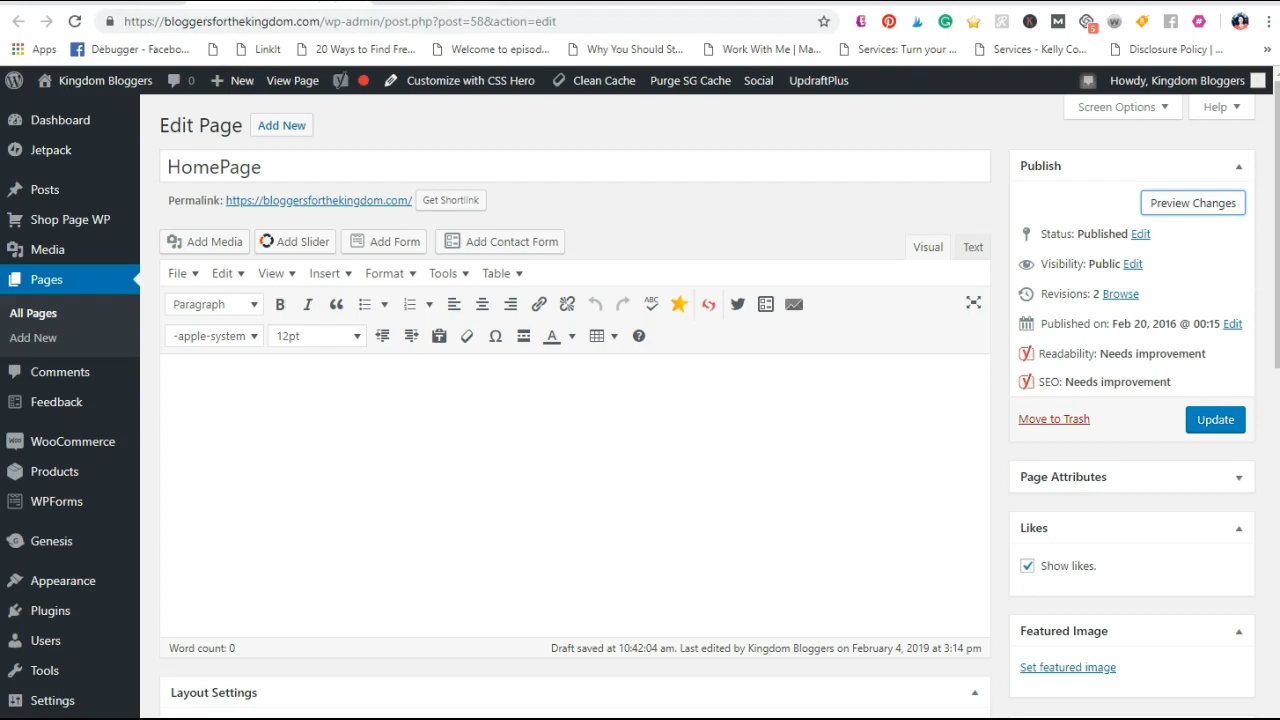 https://bloggersforthekingdom.com/wp-admin/post.php?post=58&action=edit
Apps Debugger - Facebo... LinkIt 20 Ways to Find Fre... Welcome to episod... Why You Should St... Work With Me | Ma... Services: Turn your ... Services - Kelly Co... Disclosure Policy | ... »
Kingdom Bloggers 0 New View Page Customize with CSS Hero Clean Cache Purge SG Cache Social UpdraftPlus Howdy, Kingdom Bloggers
Screen Options Help
Dashboard
Jetpack
Posts
Shop Page WP
Media
Pages
All Pages
Add New
Comments
Feedback
WooCommerce
Products
WPForms
Genesis
Appearance
Plugins
Users
Tools
Settings
Edit Page Add New
HomePage
Permalink: https://bloggersforthekingdom.com/ Get Shortlink
Add Media Add Slider Add Form Add Contact Form Visual Text
File Edit View Insert Format Tools Table
Paragraph B I ABC
-apple-system 12pt A
Word count: 0 Draft saved at 10:42:04 am. Last edited by Kingdom Bloggers on February 4, 2019 at 3:14 pm
Layout Settings
Publish
Preview Changes
Status: Published Edit
Visibility: Public Edit
Revisions: 2 Browse
Published on: Feb 20, 2016 @ 00:15 Edit
Readability: Needs improvement
SEO: Needs improvement
Move to Trash Update
Page Attributes
Likes
Show likes.
Featured Image
Set featured image